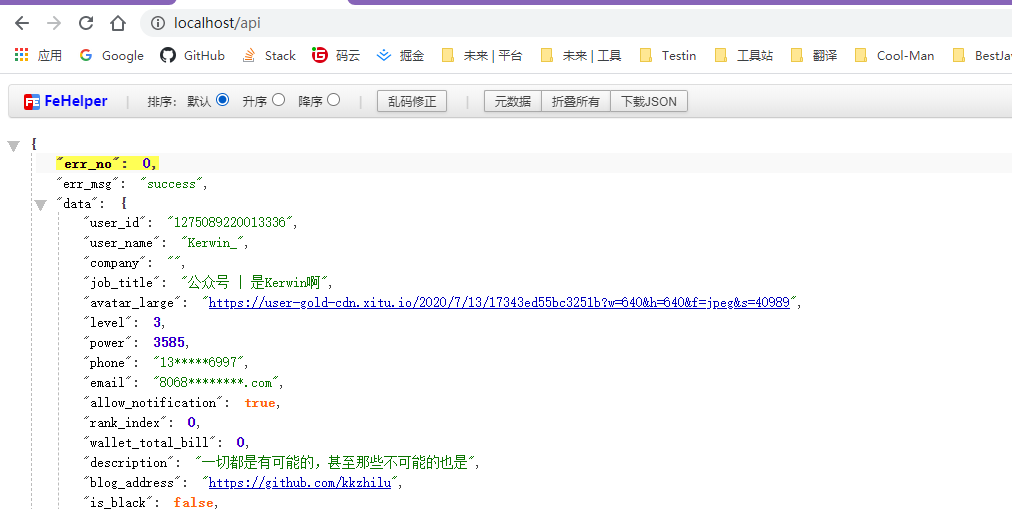 localhost/api
应用 Google GitHub Stack 码云 掘金 未来 | 平台 未来 | 工具 Testin 工具站 翻译 Cool-Man BestJav
FE FeHelper | 排序: 默认 升序 降序 | 乱码修正 | 元数据 折叠所有 下载JSON
{
"err_no": 0,
"err_msg": "success",
"data": {
"user_id": "1275089220013336",
"user_name": "Kerwin_",
"company": "",
"job_title": "公众号 | 是Kerwin啊",
"avatar_large": "https://user-gold-cdn.xitu.io/2020/7/13/17343ed55bc3251b?w=640&h=640&f=jpeg&s=40989",
"level": 3,
"power": 3585,
"phone": "13*****6997",
"email": "8068********.com",
"allow_notification": true,
"rank_index": 0,
"wallet_total_bill": 0,
"description": "一切都是有可能的，甚至那些不可能的也是",
"blog_address": "https://github.com/kkzhilu",
"is_black": false,